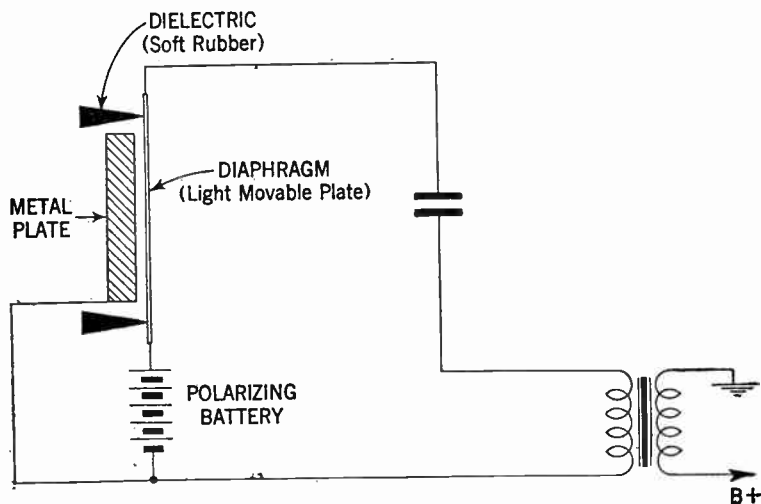 DIELECTRIC
(Soft Rubber)
DIAPHRAGM
(Light Movable Plate)
METAL
PLATE
POLARIZING
BATTERY
B+